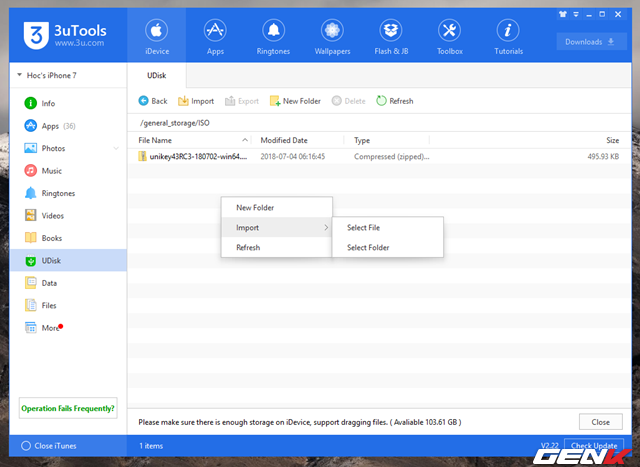 3uTools
www.3u.com
iDevice
Apps
Ringtones
Wallpapers
Flash & JB
Toolbox
Tutorials
Downloads
Hoc's iPhone 7
UDisk
Info
Apps (36)
Photos
Music
Ringtones
Videos
Books
UDisk
Data
Files
More
Back Import Export New Folder Delete Refresh
/general_storage/ISO
File Name Modified Date Type Size
unikey43RC3-180702-win64.... 2018-07-04 06:16:45 Compressed (zipped)... 495.93 KB
New Folder
Import
Refresh
Select File
Select Folder
Operation Fails Frequently?
Please make sure there is enough storage on iDevice, support dragging files. ( Avaliable 103.61 GB )
Close
Close iTunes
1 items
V2.22
Check Update
GENK